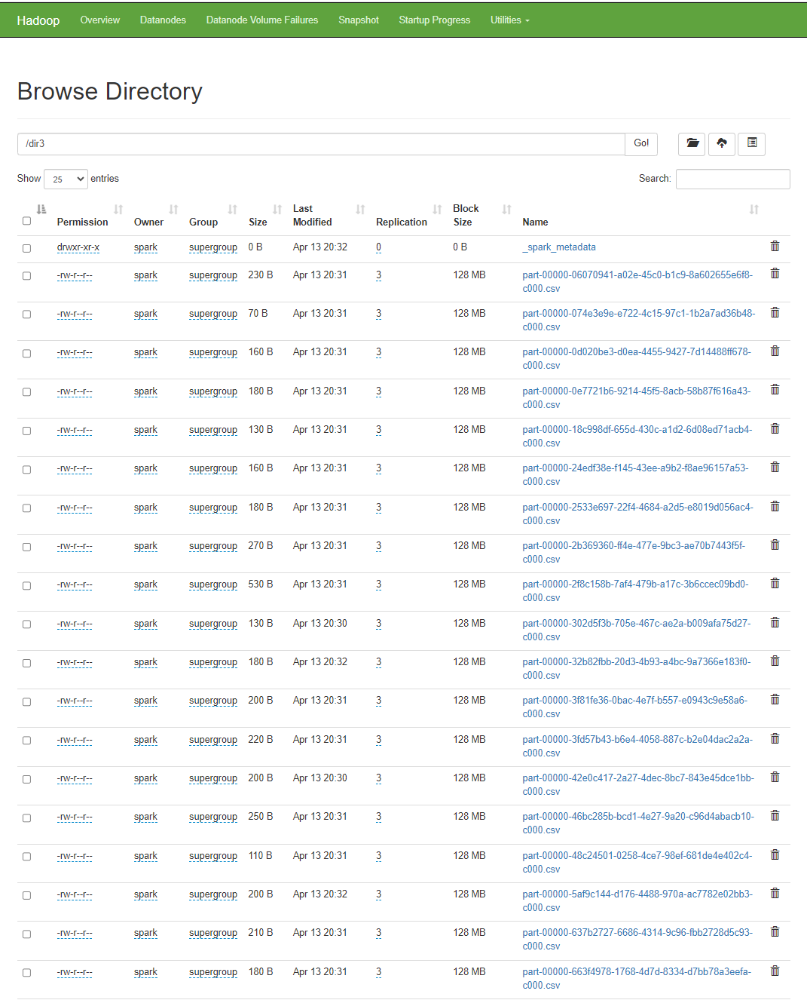 Hadoop Overview Datanodes Datanode Volume Failures Snapshot Startup Progress Utilities
Browse Directory
/dir3 Go!
Show 25 entries Search:
Permission Owner Group Size Last Modified Replication Block Size Name
drwxr-xr-x spark supergroup 0 B Apr 13 20:32 0 0 B _spark_metadata
-rw-r--r-- spark supergroup 230 B Apr 13 20:31 3 128 MB part-00000-06070941-a02e-45c0-b1c9-8a602655e6f8-
c000.csv
-rw-r--r-- spark supergroup 70 B Apr 13 20:31 3 128 MB part-00000-074e3e9e-e722-4c15-97c1-1b2a7ad36b48-
c000.csv
-rw-r--r-- spark supergroup 160 B Apr 13 20:31 3 128 MB part-00000-0d020be3-d0ea-4455-9427-7d14488ff678-
c000.csv
-rw-r--r-- spark supergroup 180 B Apr 13 20:31 3 128 MB part-00000-0e7721b6-9214-45f5-8acb-58b87f616a43-
c000.csv
-rw-r--r-- spark supergroup 130 B Apr 13 20:31 3 128 MB part-00000-18c998df-655d-430c-a1d2-6d08ed71acb4-
c000.csv
-rw-r--r-- spark supergroup 160 B Apr 13 20:31 3 128 MB part-00000-24edf38e-f145-43ee-a9b2-f8ae96157a53-
c000.csv
-rw-r--r-- spark supergroup 180 B Apr 13 20:31 3 128 MB part-00000-2533e697-22f4-4684-a2d5-e8019d056ac4-
c000.csv
-rw-r--r-- spark supergroup 270 B Apr 13 20:31 3 128 MB part-00000-2b369360-ff4e-477e-9bc3-ae70b7443f5f-
c000.csv
-rw-r--r-- spark supergroup 530 B Apr 13 20:31 3 128 MB part-00000-2f8c158b-7af4-479b-a17c-3b6ccec09bd0-
c000.csv
-rw-r--r-- spark supergroup 130 B Apr 13 20:30 3 128 MB part-00000-302d5f3b-705e-467c-ae2a-b009afa75d27-
c000.csv
-rw-r--r-- spark supergroup 180 B Apr 13 20:32 3 128 MB part-00000-32b82fbb-20d3-4b93-a4bc-9a7366e183f0-
c000.csv
-rw-r--r-- spark supergroup 200 B Apr 13 20:31 3 128 MB part-00000-3f81fe36-0bac-4e7f-b557-e0943c9e58a6-
c000.csv
-rw-r--r-- spark supergroup 220 B Apr 13 20:31 3 128 MB part-00000-3fd57b43-b6e4-4058-887c-b2e04dac2a2a-
c000.csv
-rw-r--r-- spark supergroup 200 B Apr 13 20:30 3 128 MB part-00000-42e0c417-2a27-4dec-8bc7-843e45dce1bb-
c000.csv
-rw-r--r-- spark supergroup 250 B Apr 13 20:31 3 128 MB part-00000-46bc285b-bcd1-4e27-9a20-c96d4abacb10-
c000.csv
-rw-r--r-- spark supergroup 110 B Apr 13 20:31 3 128 MB part-00000-48c24501-0258-4ce7-98ef-681de4e402c4-
c000.csv
-rw-r--r-- spark supergroup 200 B Apr 13 20:32 3 128 MB part-00000-5af9c144-d176-4488-970a-ac7782e02bb3-
c000.csv
-rw-r--r-- spark supergroup 210 B Apr 13 20:31 3 128 MB part-00000-637b2727-6686-4314-9c96-fbb2728d5c93-
c000.csv
-rw-r--r-- spark supergroup 180 B Apr 13 20:31 3 128 MB part-00000-663f4978-1768-4d7d-8334-d7bb78a3eefa-
c000.csv